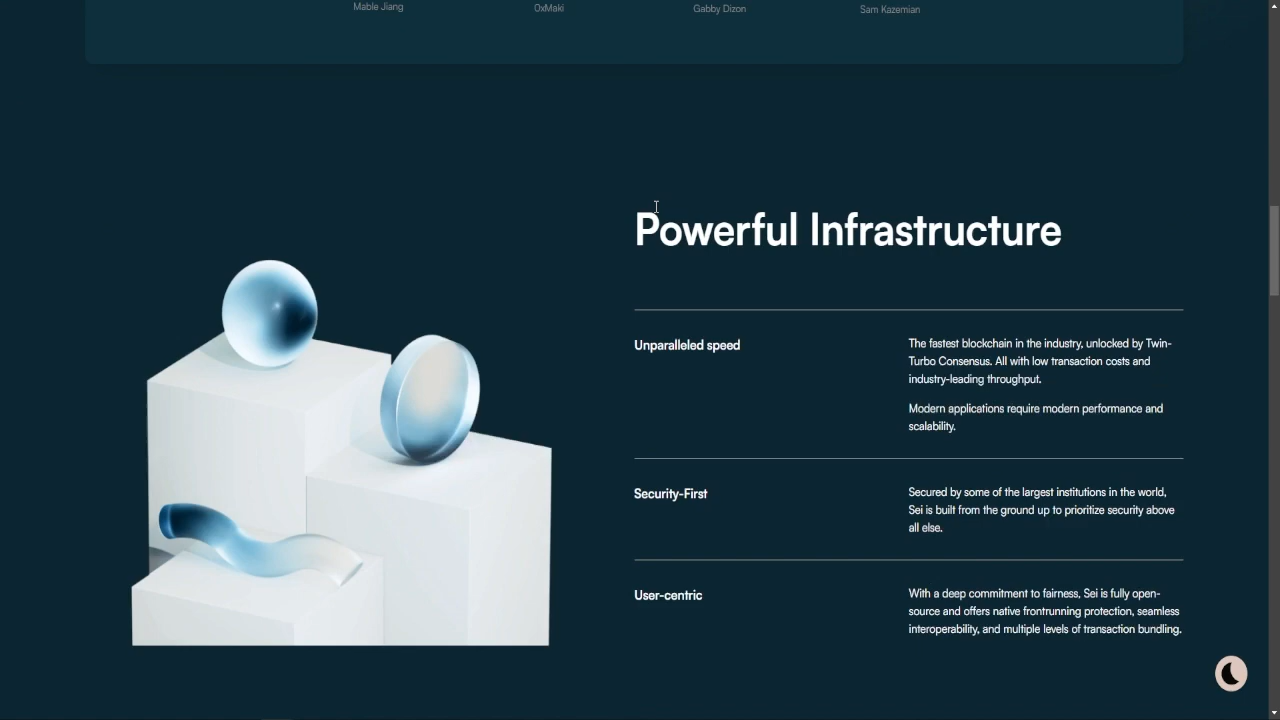 Mable Jiang
0xMaki
Gabby Dizon
Sam Kazemian
Powerful Infrastructure
Unparalleled speed
The fastest blockchain in the industry, unlocked by Twin-
Turbo Consensus. All with low transaction costs and
industry-leading throughput.
Modern applications require modern performance and
scalability.
Security-First
Secured by some of the largest institutions in the world,
Sei is built from the ground up to prioritize security above
all else.
User-centric
With a deep commitment to fairness, Sei is fully open-
source and offers native frontrunning protection, seamless
interoperability, and multiple levels of transaction bundling.